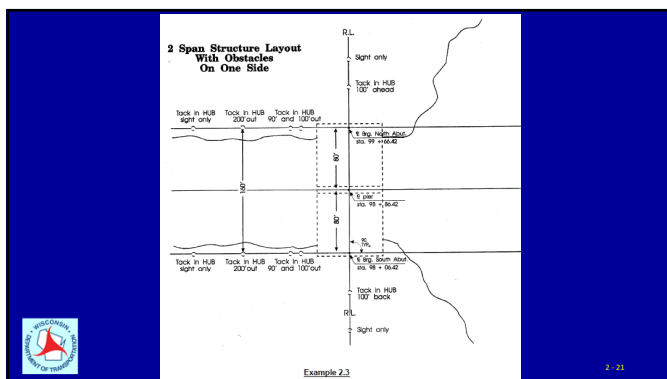 2 Span Structure Layout
With Obstacles
On One Side
R.L.
Sight only
Tack in HUB
100' ahead
Tack in HUB
sight only
Tack in HUB
200' out
Tack in HUB
90' and 100' out
℄ Brg. North Abut.
sta. 99 + 66.42
80'
160'
℄ pier
sta. 98 + 86.42
80'
90
TYP.
Tack in HUB
sight only
Tack in HUB
200' out
Tack in HUB
90' and 100' out
℄ Brg. South Abut.
sta. 98 + 06.42
Tack in HUB
100' back
R.L.
Sight only
WISCONSIN
DEPARTMENT OF TRANSPORTATION
Example 2.3
2 - 21